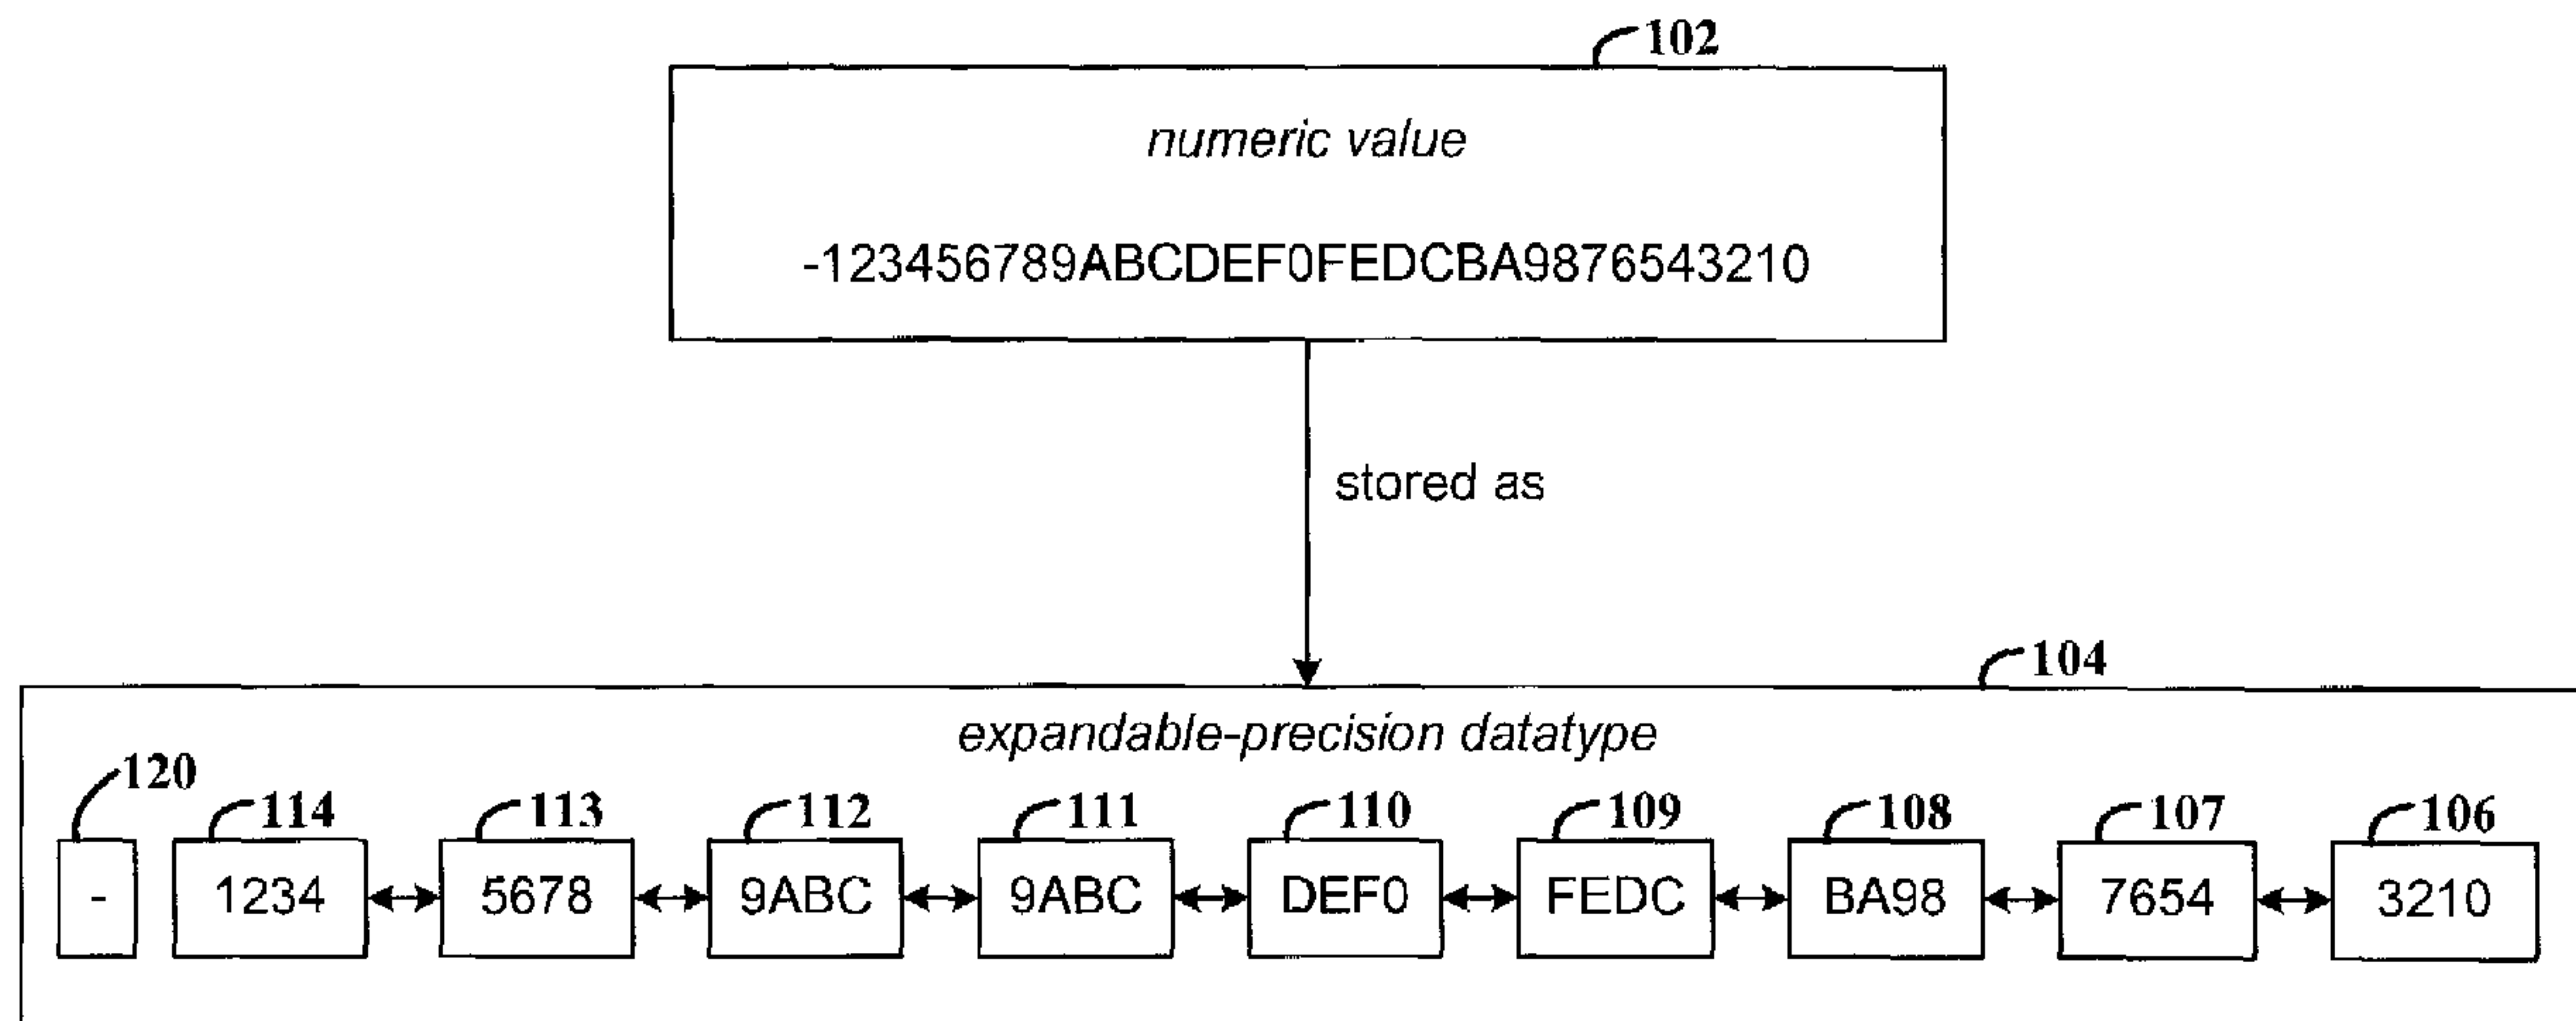 102
numeric value
-123456789ABCDEF0FEDCBA9876543210
stored as
104
expandable-precision datatype
120
114 113 112 111 110 109 108 107 106
- 1234 5678 9ABC 9ABC DEF0 FEDC BA98 7654 3210